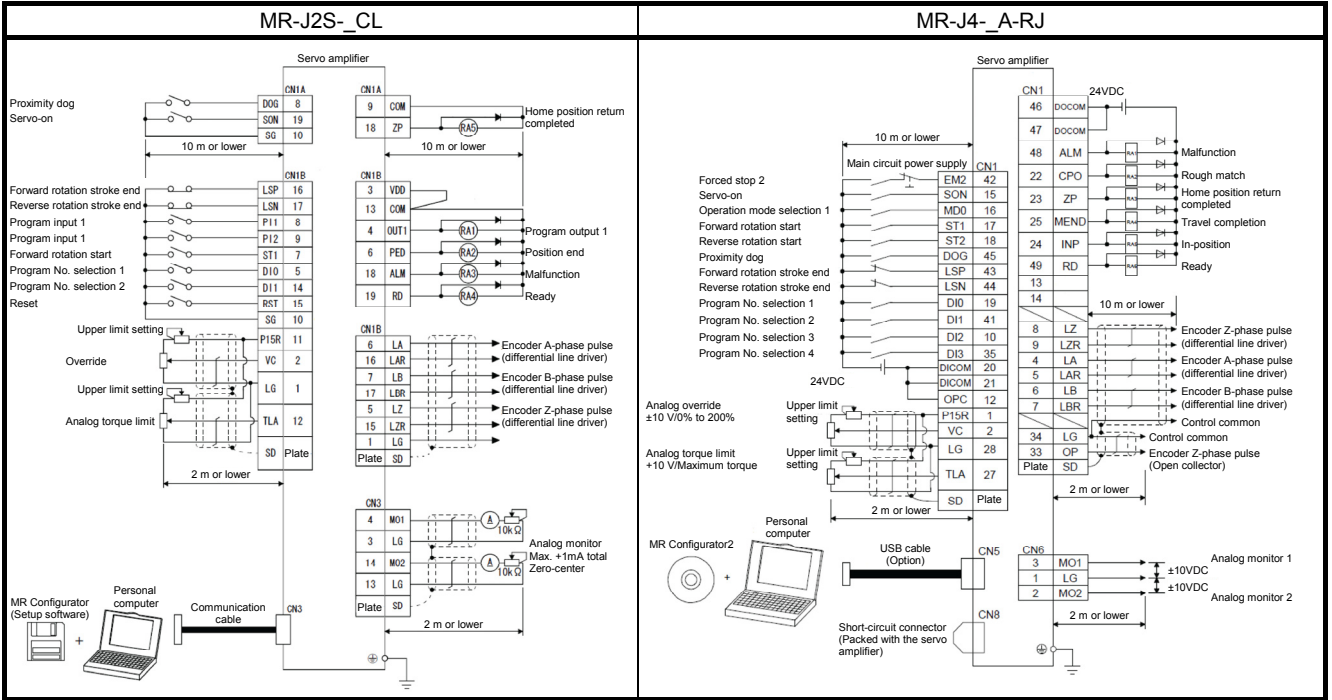 MR-J2S-_CL
Servo amplifier
CN1A
Proximity dog
DOG 8
Servo-on
SON 19
SG 10
10 m or lower
CN1A
9 COM
18 ZP
RA5
Home position return
completed
10 m or lower
CN1B
Forward rotation stroke end
LSP 16
Reverse rotation stroke end
LSN 17
Program input 1
PI1 8
Program input 1
PI2 9
Forward rotation start
ST1 7
Program No. selection 1
DI0 5
Program No. selection 2
DI1 14
Reset
RST 15
SG 10
Upper limit setting
P15R 11
Override
VC 2
Upper limit setting
LG 1
Analog torque limit
TLA 12
SD Plate
2 m or lower
CN1B
3 VDD
13 COM
4 OUT1
RA1
Program output 1
6 PED
RA2
Position end
18 ALM
RA3
Malfunction
19 RD
RA4
Ready
CN1B
6 LA
Encoder A-phase pulse
16 LAR
(differential line driver)
7 LB
Encoder B-phase pulse
17 LBR
(differential line driver)
5 LZ
Encoder Z-phase pulse
15 LZR
(differential line driver)
1 LG
Plate SD
CN3
4 MO1
A
10kΩ
3 LG
Analog monitor
Max. +1mA total
Zero-center
14 MO2
A
10kΩ
13 LG
Plate SD
2 m or lower
MR Configurator
(Setup software)
+
Personal
computer
Communication
cable
CN3
MR-J4-_A-RJ
Servo amplifier
10 m or lower
Main circuit power supply
CN1
Forced stop 2
EM2 42
Servo-on
SON 15
Operation mode selection 1
MD0 16
Forward rotation start
ST1 17
Reverse rotation start
ST2 18
Proximity dog
DOG 45
Forward rotation stroke end
LSP 43
Reverse rotation stroke end
LSN 44
Program No. selection 1
DI0 19
Program No. selection 2
DI1 41
Program No. selection 3
DI2 10
Program No. selection 4
DI3 35
24VDC
DICOM 20
DICOM 21
OPC 12
Analog override
±10 V/0% to 200%
Upper limit
setting
P15R 1
VC 2
LG 28
Analog torque limit
+10 V/Maximum torque
Upper limit
setting
TLA 27
SD Plate
2 m or lower
CN1
24VDC
46 DOCOM
47 DOCOM
48 ALM
RA1
Malfunction
22 CPO
RA2
Rough match
23 ZP
RA3
Home position return
completed
25 MEND
RA4
Travel completion
24 INP
RA5
In-position
49 RD
RA6
Ready
13
14
10 m or lower
8 LZ
Encoder Z-phase pulse
9 LZR
(differential line driver)
4 LA
Encoder A-phase pulse
5 LAR
(differential line driver)
6 LB
Encoder B-phase pulse
7 LBR
(differential line driver)
Control common
34 LG
Control common
33 OP
Encoder Z-phase pulse
(Open collector)
Plate SD
2 m or lower
MR Configurator2
+
Personal
computer
USB cable
(Option)
CN5
CN6
3 MO1
Analog monitor 1
±10VDC
1 LG
±10VDC
2 MO2
Analog monitor 2
2 m or lower
CN8
Short-circuit connector
(Packed with the servo
amplifier)